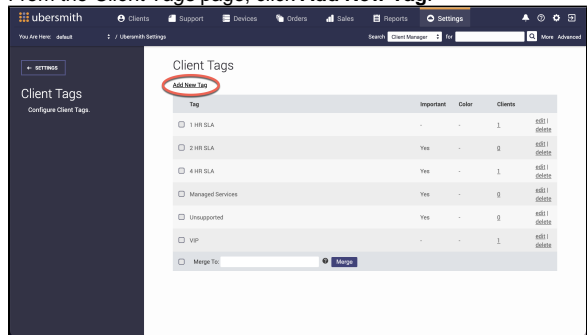 From the Client Tags page, click Add New Tag.
ubersmith Clients Support Devices Orders Sales Reports Settings
You Are Here: default / Ubersmith Settings Search Client Manager for More Advanced
← SETTINGS
Client Tags
Configure Client Tags.
Client Tags
Add New Tag
Tag Important Color Clients
1 HR SLA - - 1 edit | delete
2 HR SLA Yes - 0 edit | delete
4 HR SLA Yes - 1 edit | delete
Managed Services Yes - 0 edit | delete
Unsupported Yes - 0 edit | delete
VIP - - 1 edit | delete
Merge To: Merge